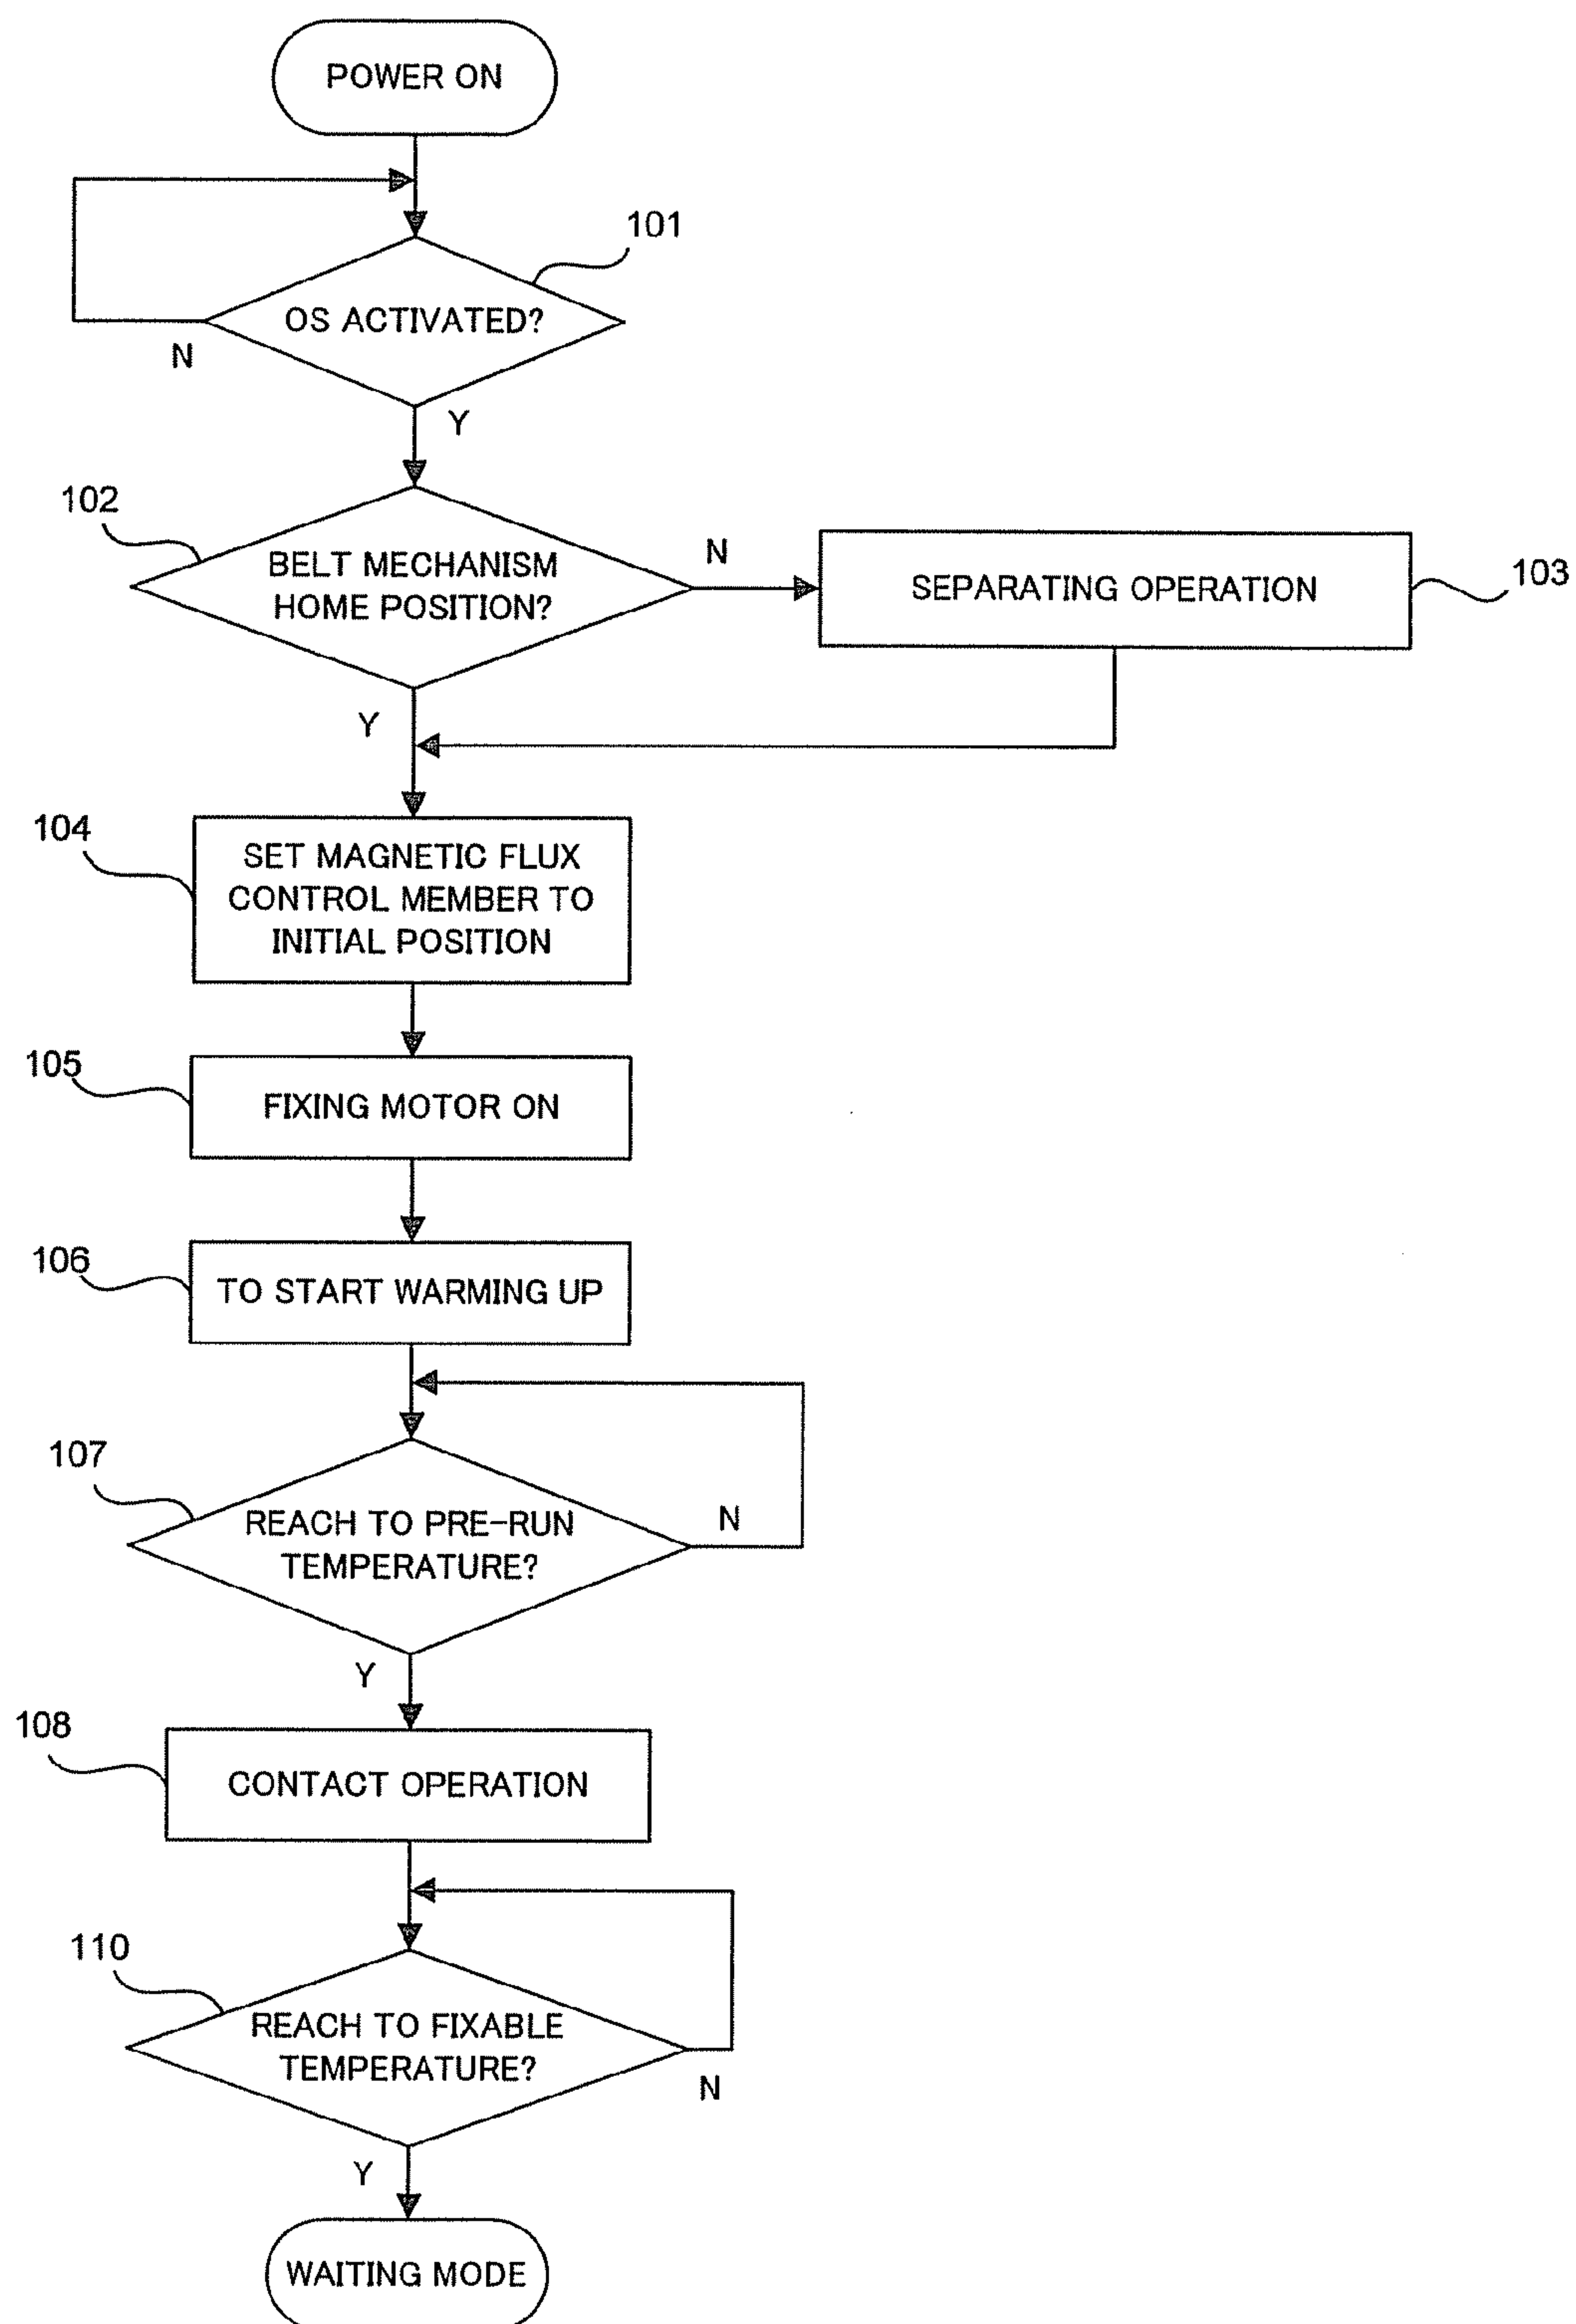 POWER ON
101
OS ACTIVATED?
N
Y
102
BELT MECHANISM
HOME POSITION?
N
SEPARATING OPERATION
103
Y
104
SET MAGNETIC FLUX
CONTROL MEMBER TO
INITIAL POSITION
105
FIXING MOTOR ON
106
TO START WARMING UP
107
REACH TO PRE-RUN
TEMPERATURE?
N
Y
108
CONTACT OPERATION
110
REACH TO FIXABLE
TEMPERATURE?
N
Y
WAITING MODE